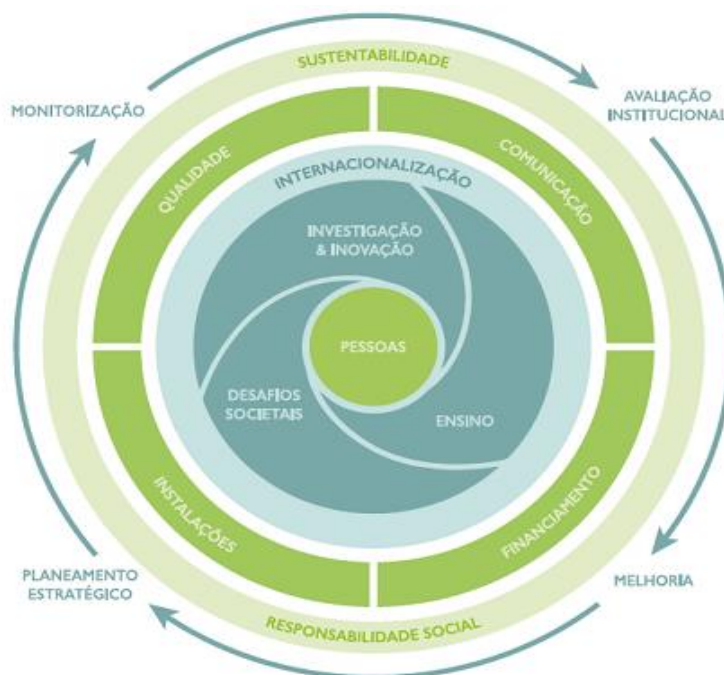 SUSTENTABILIDADE
MONITORIZAÇÃO
AVALIAÇÃO
INSTITUCIONAL
QUALIDADE
COMUNICAÇÃO
INTERNACIONALIZAÇÃO
INVESTIGAÇÃO
& INOVAÇÃO
PESSOAS
DESAFIOS
SOCIETAIS
ENSINO
INSTALAÇÕES
FINANCIAMENTO
PLANEAMENTO
ESTRATÉGICO
MELHORIA
RESPONSABILIDADE SOCIAL